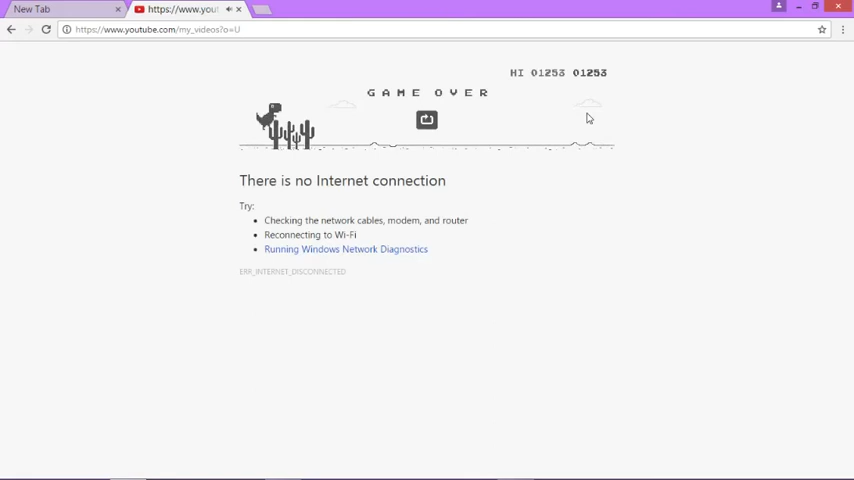 New Tab
https://www.yout
https://www.youtube.com/my_videos?o=U
HI 01253 01253
GAME OVER
There is no Internet connection
Try:
Checking the network cables, modem, and router
Reconnecting to Wi-Fi
Running Windows Network Diagnostics
ERR_INTERNET_DISCONNECTED